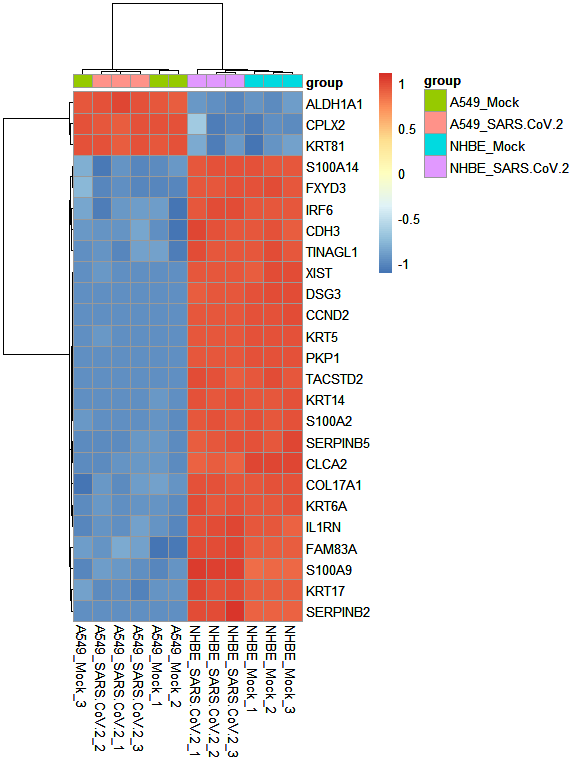 group
ALDH1A1
CPLX2
KRT81
S100A14
FXYD3
IRF6
CDH3
TINAGL1
XIST
DSG3
CCND2
KRT5
PKP1
TACSTD2
KRT14
S100A2
SERPINB5
CLCA2
COL17A1
KRT6A
IL1RN
FAM83A
S100A9
KRT17
SERPINB2
1
0.5
0
-0.5
-1
group
A549_Mock
A549_SARS.CoV.2
NHBE_Mock
NHBE_SARS.CoV.2
A549_Mock_3
A549_SARS.CoV.2_2
A549_SARS.CoV.2_1
A549_SARS.CoV.2_3
A549_Mock_1
A549_Mock_2
NHBE_SARS.CoV.2_1
NHBE_SARS.CoV.2_2
NHBE_SARS.CoV.2_3
NHBE_Mock_1
NHBE_Mock_2
NHBE_Mock_3